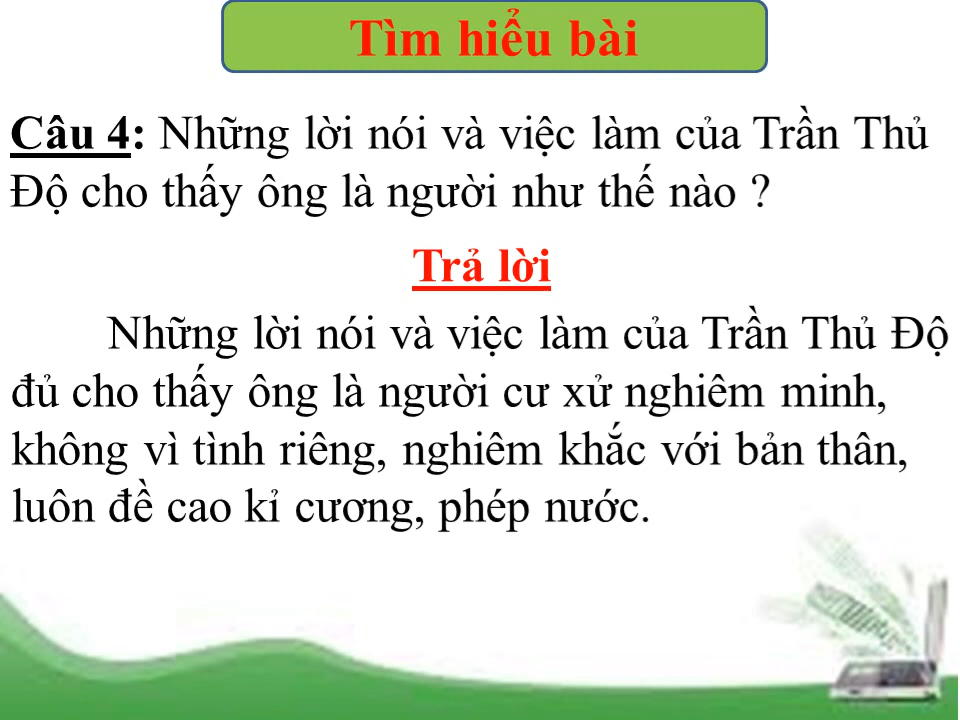 Tìm hiểu bài
Câu 4: Những lời nói và việc làm của Trần Thủ
Độ cho thấy ông là người như thế nào ?
Trả lời
Những lời nói và việc làm của Trần Thủ Độ
đủ cho thấy ông là người cư xử nghiêm minh,
không vì tình riêng, nghiêm khắc với bản thân,
luôn đề cao kỉ cương, phép nước.